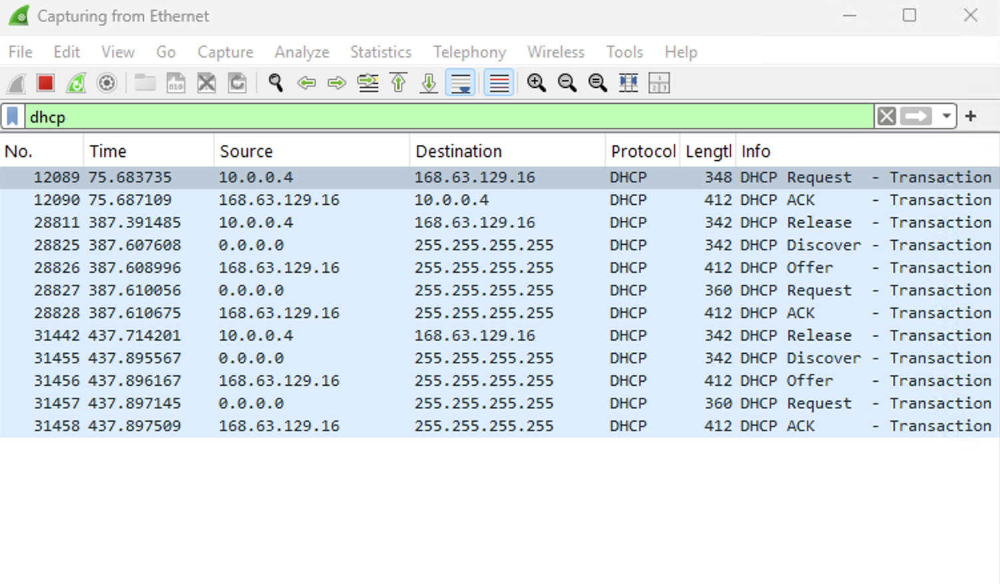 Capturing from Ethernet
File Edit View Go Capture Analyze Statistics Telephony Wireless Tools Help
dhcp
No. Time Source Destination Protocol Lengtl Info
12089 75.683735 10.0.0.4 168.63.129.16 DHCP 348 DHCP Request - Transaction
12090 75.687109 168.63.129.16 10.0.0.4 DHCP 412 DHCP ACK - Transaction
28811 387.391485 10.0.0.4 168.63.129.16 DHCP 342 DHCP Release - Transaction
28825 387.607608 0.0.0.0 255.255.255.255 DHCP 342 DHCP Discover - Transaction
28826 387.608996 168.63.129.16 255.255.255.255 DHCP 412 DHCP Offer - Transaction
28827 387.610056 0.0.0.0 255.255.255.255 DHCP 360 DHCP Request - Transaction
28828 387.610675 168.63.129.16 255.255.255.255 DHCP 412 DHCP ACK - Transaction
31442 437.714201 10.0.0.4 168.63.129.16 DHCP 342 DHCP Release - Transaction
31455 437.895567 0.0.0.0 255.255.255.255 DHCP 342 DHCP Discover - Transaction
31456 437.896167 168.63.129.16 255.255.255.255 DHCP 412 DHCP Offer - Transaction
31457 437.897145 0.0.0.0 255.255.255.255 DHCP 360 DHCP Request - Transaction
31458 437.897509 168.63.129.16 255.255.255.255 DHCP 412 DHCP ACK - Transaction